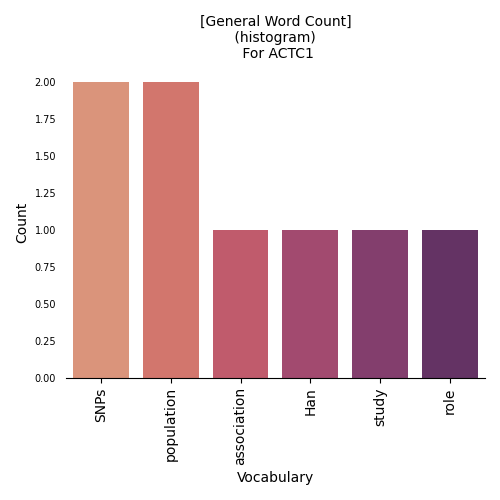 [General Word Count]
(histogram)
For ACTC1
2.00
1.75
1.50
1.25
1.00
0.75
0.50
0.25
0.00
Count
SNPs
population
association
Han
study
role
Vocabulary